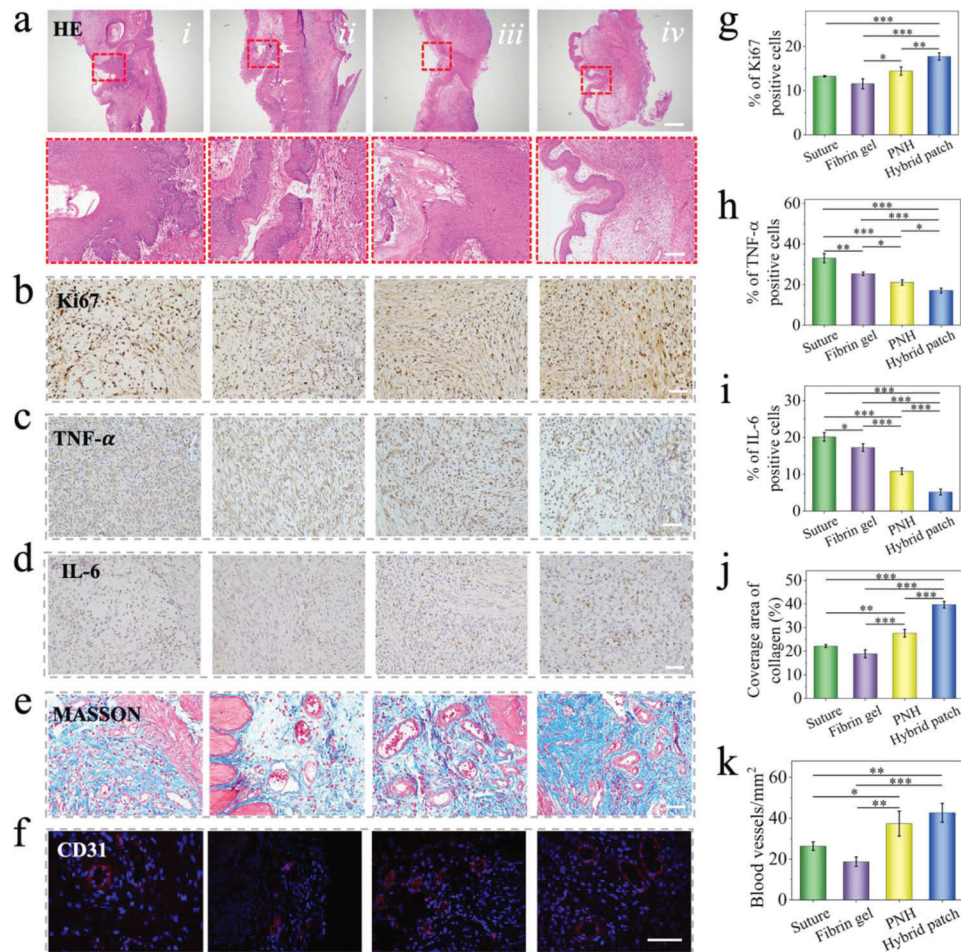 a
HE
i
ii
iii
iv
b
Ki67
c
TNF-α
d
IL-6
e
MASSON
f
CD31
g
% of Ki67
positive cells
20
10
0
***
***
*
**
Suture
Fibrin gel
PNH
Hybrid patch
h
% of TNF-α
positive cells
60
40
20
0
***
***
***
*
**
*
Suture
Fibrin gel
PNH
Hybrid patch
i
% of IL-6
positive cells
30
20
10
0
***
***
***
***
*
***
Suture
Fibrin gel
PNH
Hybrid patch
j
Coverage area of
collagen (%)
50
40
30
20
10
0
***
***
***
**
***
Suture
Fibrin gel
PNH
Hybrid patch
k
Blood vessels/mm²
60
40
20
0
**
***
*
**
Suture
Fibrin gel
PNH
Hybrid patch